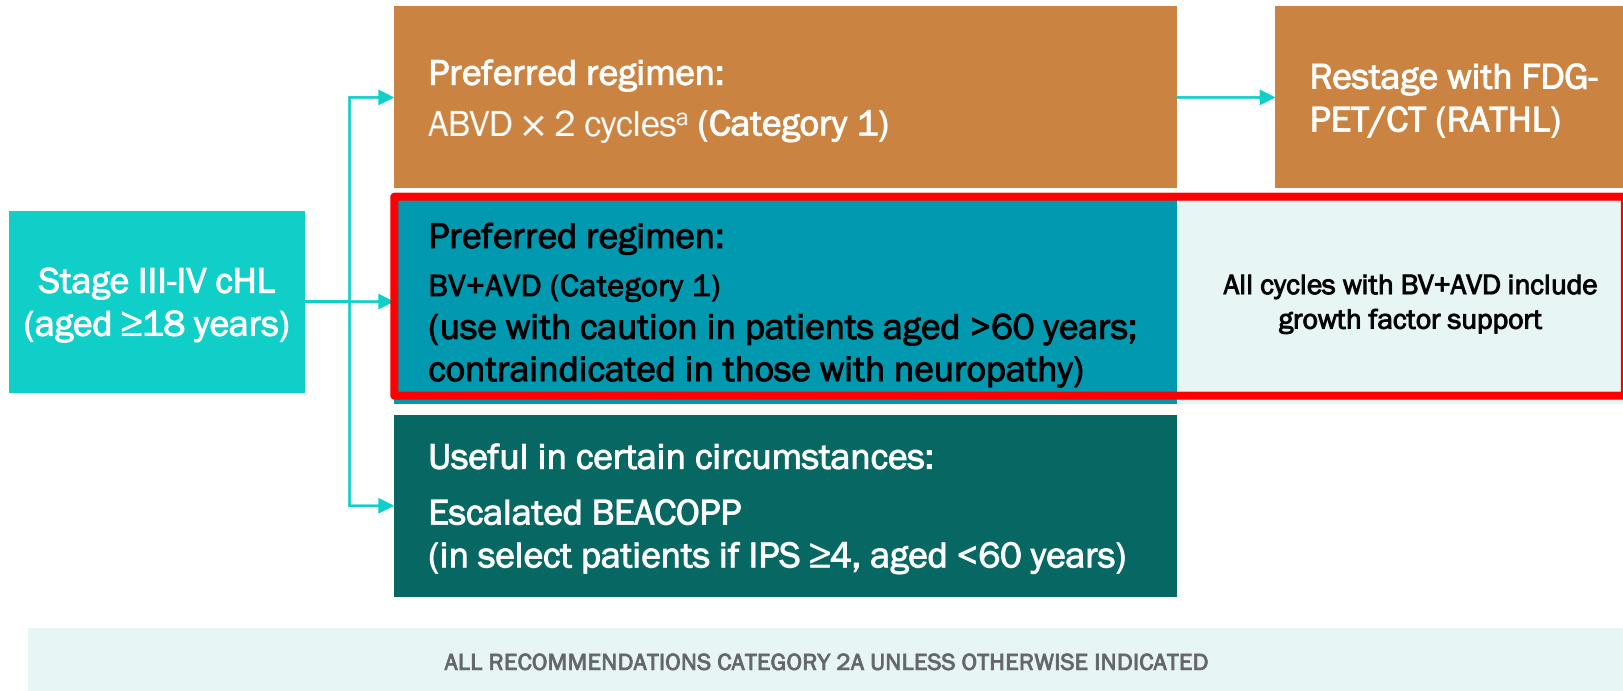 Stage III-IV cHL
(aged ≥18 years)
Preferred regimen:
ABVD × 2 cyclesᵃ (Category 1)
Restage with FDG-
PET/CT (RATHL)
Preferred regimen:
BV+AVD (Category 1)
(use with caution in patients aged >60 years;
contraindicated in those with neuropathy)
All cycles with BV+AVD include
growth factor support
Useful in certain circumstances:
Escalated BEACOPP
(in select patients if IPS ≥4, aged <60 years)
ALL RECOMMENDATIONS CATEGORY 2A UNLESS OTHERWISE INDICATED